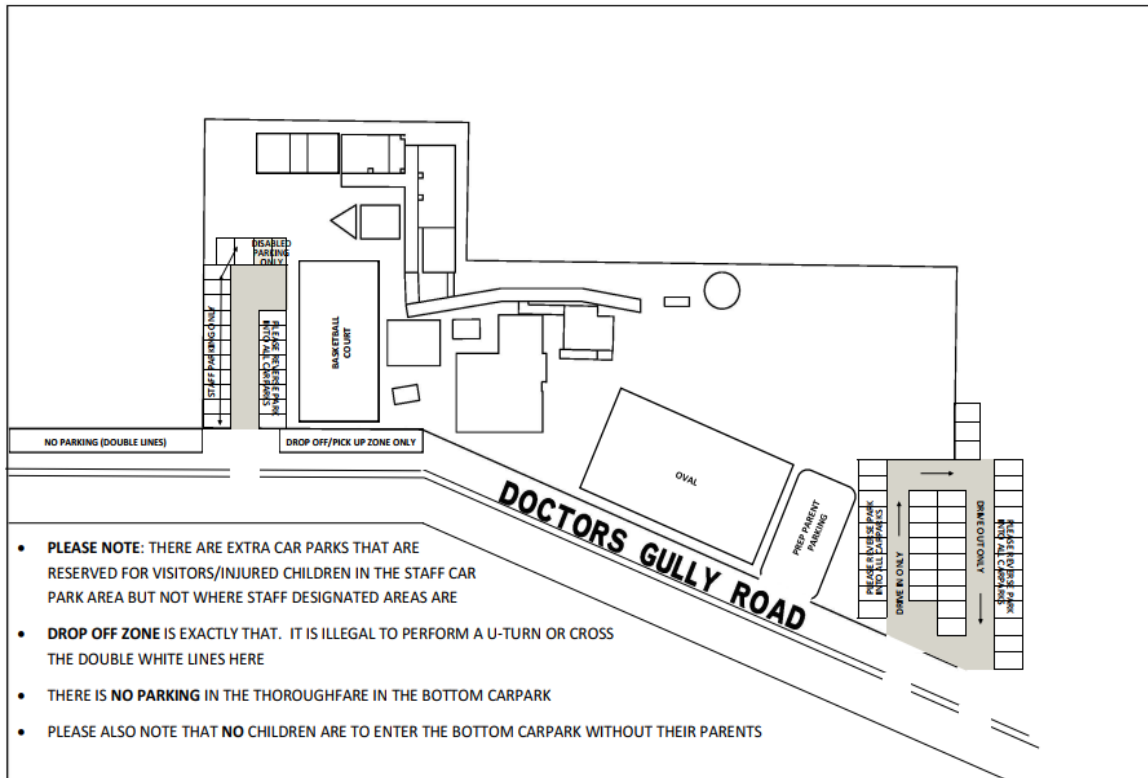 DISABLED
PARKING
ONLY
STAFF PARKING ONLY
PLEASE REVERSE PARK
INTO ALL CARPARKS
BASKETBALL
COURT
NO PARKING (DOUBLE LINES)
DROP OFF/PICK UP ZONE ONLY
OVAL
PREP PARENT
PARKING
DOCTORS GULLY ROAD
PLEASE REVERSE PARK
INTO ALL CARPARKS
DRIVE IN ONLY
DRIVE OUT ONLY
PLEASE REVERSE PARK
INTO ALL CARPARKS
• PLEASE NOTE: THERE ARE EXTRA CAR PARKS THAT ARE
RESERVED FOR VISITORS/INJURED CHILDREN IN THE STAFF CAR
PARK AREA BUT NOT WHERE STAFF DESIGNATED AREAS ARE
• DROP OFF ZONE IS EXACTLY THAT. IT IS ILLEGAL TO PERFORM A U-TURN OR CROSS
THE DOUBLE WHITE LINES HERE
• THERE IS NO PARKING IN THE THOROUGHFARE IN THE BOTTOM CARPARK
• PLEASE ALSO NOTE THAT NO CHILDREN ARE TO ENTER THE BOTTOM CARPARK WITHOUT THEIR PARENTS